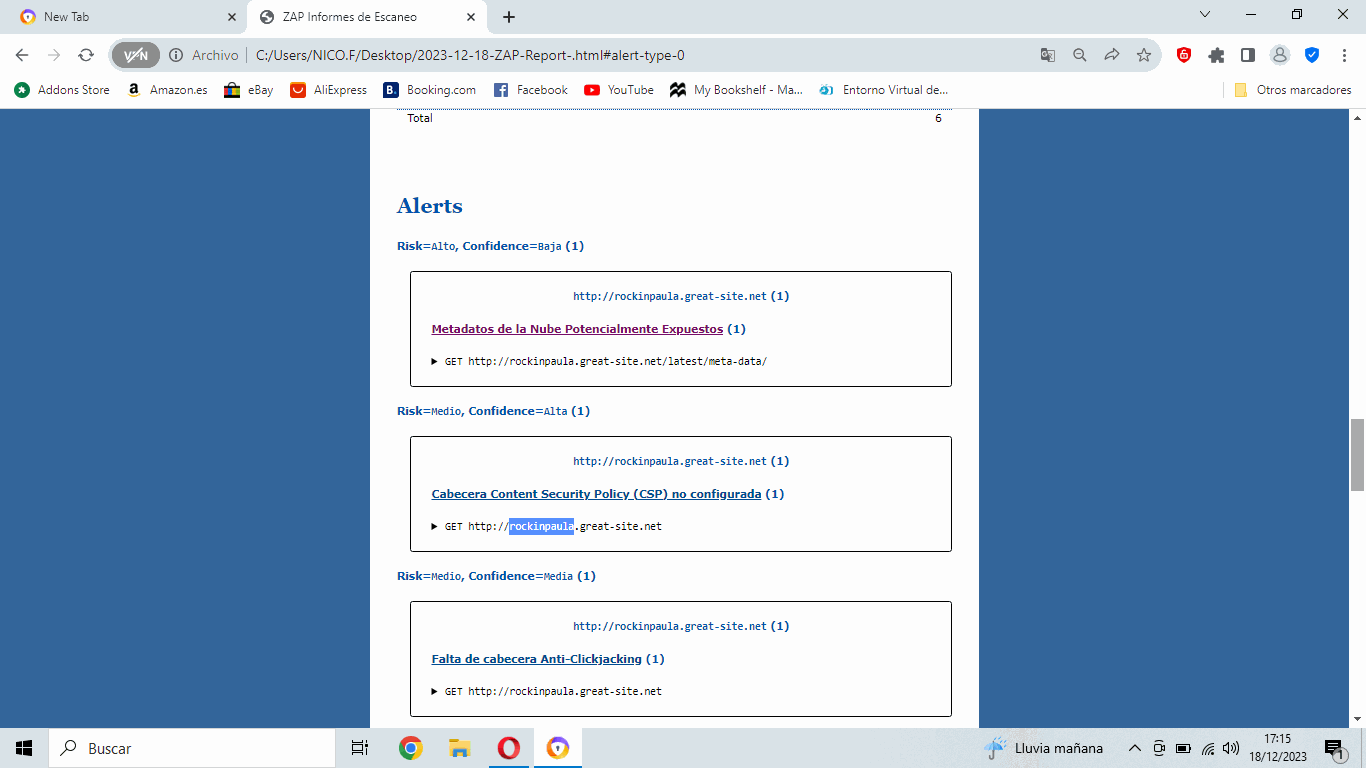 New Tab
ZAP Informes de Escaneo
VPN
Archivo
C:/Users/NICO.F/Desktop/2023-12-18-ZAP-Report-.html#alert-type-0
Addons Store
Amazon.es
eBay
AliExpress
Booking.com
Facebook
YouTube
My Bookshelf - Ma...
Entorno Virtual de...
Otros marcadores
Total 6
Alerts
Risk=Alto, Confidence=Baja (1)
http://rockinpaula.great-site.net (1)
Metadatos de la Nube Potencialmente Expuestos (1)
GET http://rockinpaula.great-site.net/latest/meta-data/
Risk=Medio, Confidence=Alta (1)
http://rockinpaula.great-site.net (1)
Cabecera Content Security Policy (CSP) no configurada (1)
GET http://rockinpaula.great-site.net
Risk=Medio, Confidence=Media (1)
http://rockinpaula.great-site.net (1)
Falta de cabecera Anti-Clickjacking (1)
GET http://rockinpaula.great-site.net
Buscar
Lluvia mañana
17:15
18/12/2023
1